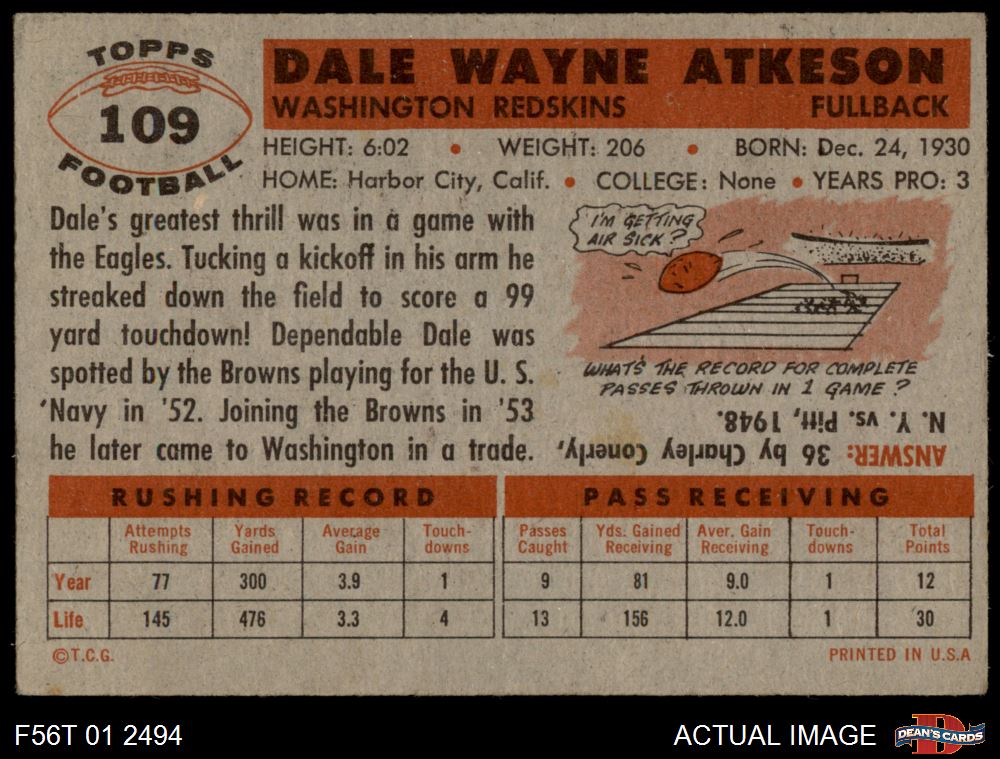 TOPPS
109
FOOTBALL
DALE WAYNE ATKESON
WASHINGTON REDSKINS FULLBACK
HEIGHT: 6:02 • WEIGHT: 206 • BORN: Dec. 24, 1930
HOME: Harbor City, Calif. • COLLEGE: None • YEARS PRO: 3
Dale's greatest thrill was in a game with
the Eagles. Tucking a kickoff in his arm he
streaked down the field to score a 99
yard touchdown! Dependable Dale was
spotted by the Browns playing for the U. S.
Navy in '52. Joining the Browns in '53
he later came to Washington in a trade.
I'M GETTING
AIR SICK?
WHAT'S THE RECORD FOR COMPLETE
PASSES THROWN IN 1 GAME?
ANSWER: 36 by Charley Conerly,
N. Y. vs. Pitt, 1948.
RUSHING RECORD
Attempts Rushing Yards Gained Average Gain Touch-downs
Year 77 300 3.9 1
Life 145 476 3.3 4
PASS RECEIVING
Passes Caught Yds. Gained Receiving Aver. Gain Receiving Touch-downs Total Points
9 81 9.0 1 12
13 156 12.0 1 30
©T.C.G. PRINTED IN U.S.A
F56T 01 2494 ACTUAL IMAGE DEAN'S CARDS